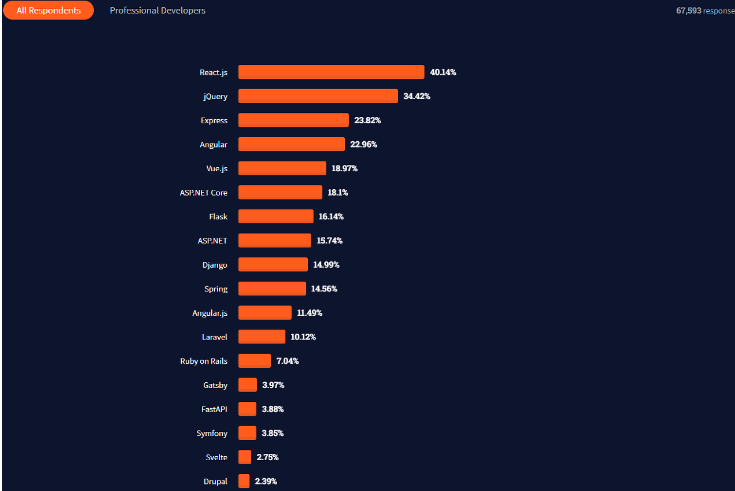 All Respondents Professional Developers 67,593 response
React.js 40.14%
jQuery 34.42%
Express 23.82%
Angular 22.96%
Vue.js 18.97%
ASP.NET Core 18.1%
Flask 16.14%
ASP.NET 15.74%
Django 14.99%
Spring 14.56%
Angular.js 11.49%
Laravel 10.12%
Ruby on Rails 7.04%
Gatsby 3.97%
FastAPI 3.88%
Symfony 3.85%
Svelte 2.75%
Drupal 2.39%